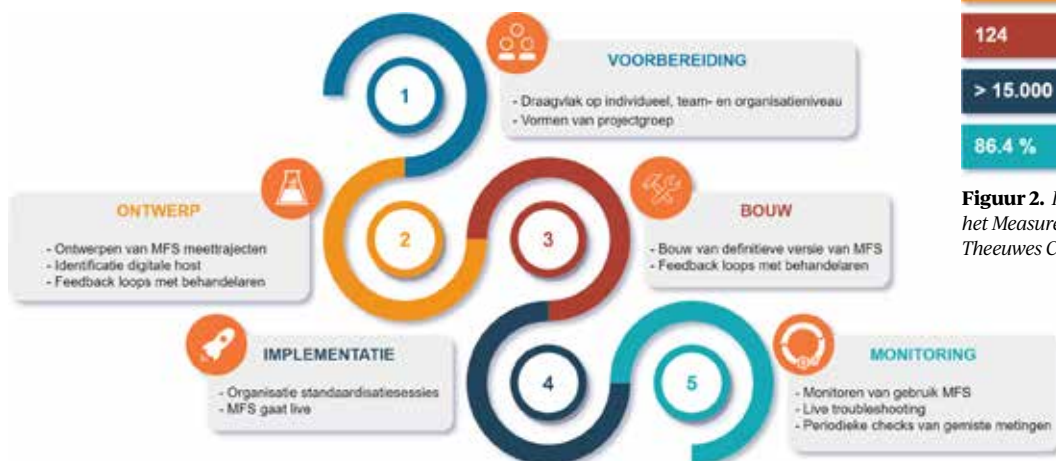 1
VOORBEREIDING
- Draagvlak op individueel, team- en organisatieniveau
- Vormen van projectgroep
ONTWERP
- Ontwerpen van MFS meettrajecten
- Identificatie digitale host
- Feedback loops met behandelaren
2
3
BOUW
- Bouw van definitieve versie van MFS
- Feedback loops met behandelaren
IMPLEMENTATIE
- Organisatie standaardisatiesessies
- MFS gaat live
4
5
MONITORING
- Monitoren van gebruik MFS
- Live troubleshooting
- Periodieke checks van gemiste metingen
124
> 15.000
86.4 %
Figuur 2.
het Measure
Theeuwes C